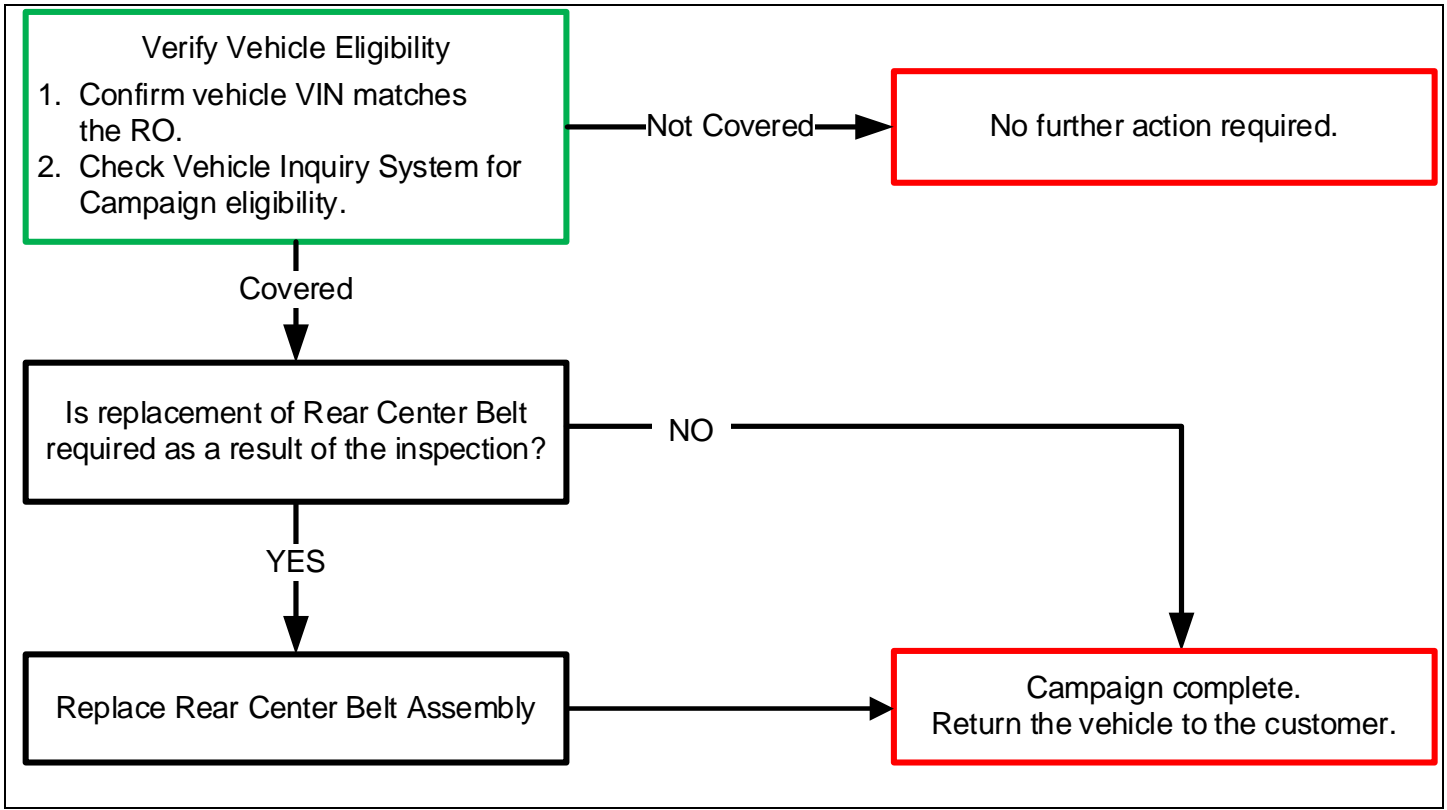 Verify Vehicle Eligibility
1. Confirm vehicle VIN matches
the RO.
2. Check Vehicle Inquiry System for
Campaign eligibility.
Not Covered
No further action required.
Covered
Is replacement of Rear Center Belt
required as a result of the inspection?
NO
YES
Replace Rear Center Belt Assembly
Campaign complete.
Return the vehicle to the customer.